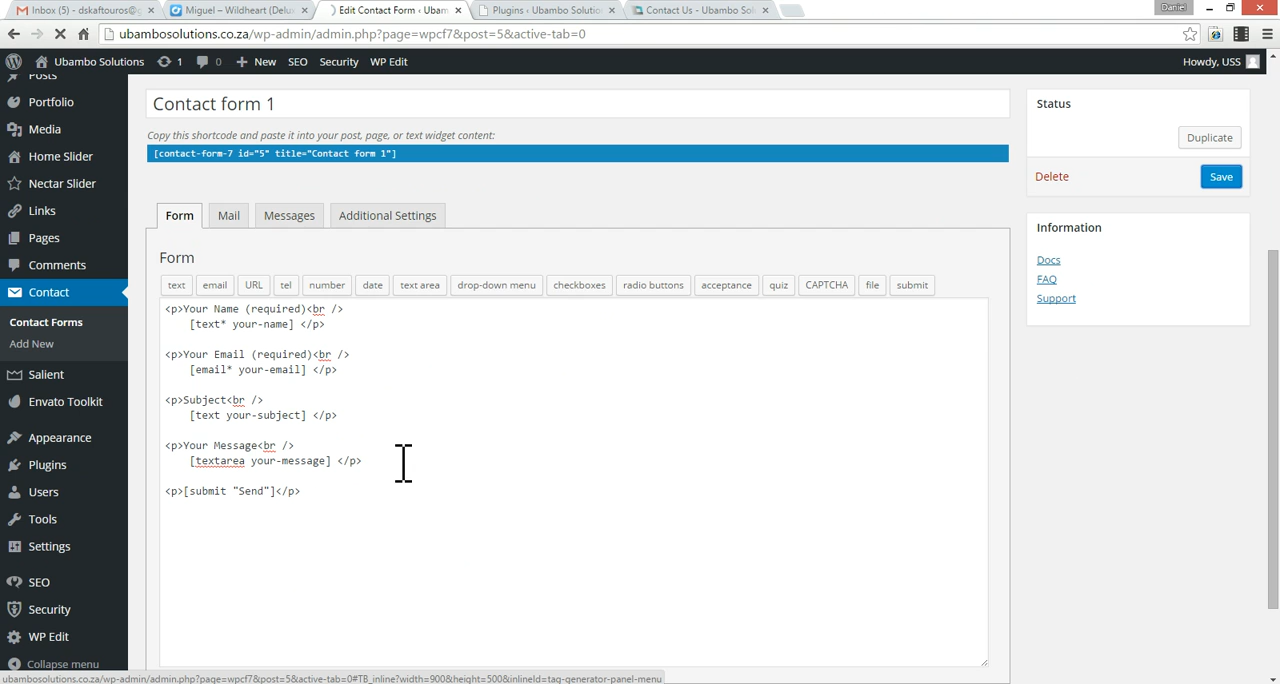 Inbox (5) - dskaftouros@g
Miguel – Wildheart (Delu
Edit Contact Form ‹ Ubam
Plugins ‹ Ubambo Solution
Contact Us - Ubambo Sol
Daniel
ubambosolutions.co.za/wp-admin/admin.php?page=wpcf7&post=5&active-tab=0
Ubambo Solutions
1
0
New
SEO
Security
WP Edit
Howdy, USS
Posts
Portfolio
Media
Home Slider
Nectar Slider
Links
Pages
Comments
Contact
Contact Forms
Add New
Salient
Envato Toolkit
Appearance
Plugins
Users
Tools
Settings
SEO
Security
WP Edit
Collapse menu
Contact form 1
Copy this shortcode and paste it into your post, page, or text widget content:
[contact-form-7 id="5" title="Contact form 1"]
Form
Mail
Messages
Additional Settings
Form
text
email
URL
tel
number
date
text area
drop-down menu
checkboxes
radio buttons
acceptance
quiz
CAPTCHA
file
submit
<p>Your Name (required)<br />
[text* your-name] </p>
<p>Your Email (required)<br />
[email* your-email] </p>
<p>Subject<br />
[text your-subject] </p>
<p>Your Message<br />
[textarea your-message] </p>
<p>[submit "Send"]</p>
Status
Duplicate
Delete
Save
Information
Docs
FAQ
Support
ubambosolutions.co.za/wp-admin/admin.php?page=wpcf7&post=5&active-tab=0#TB_inline?width=900&height=500&inlineId=tag-generator-panel-menu